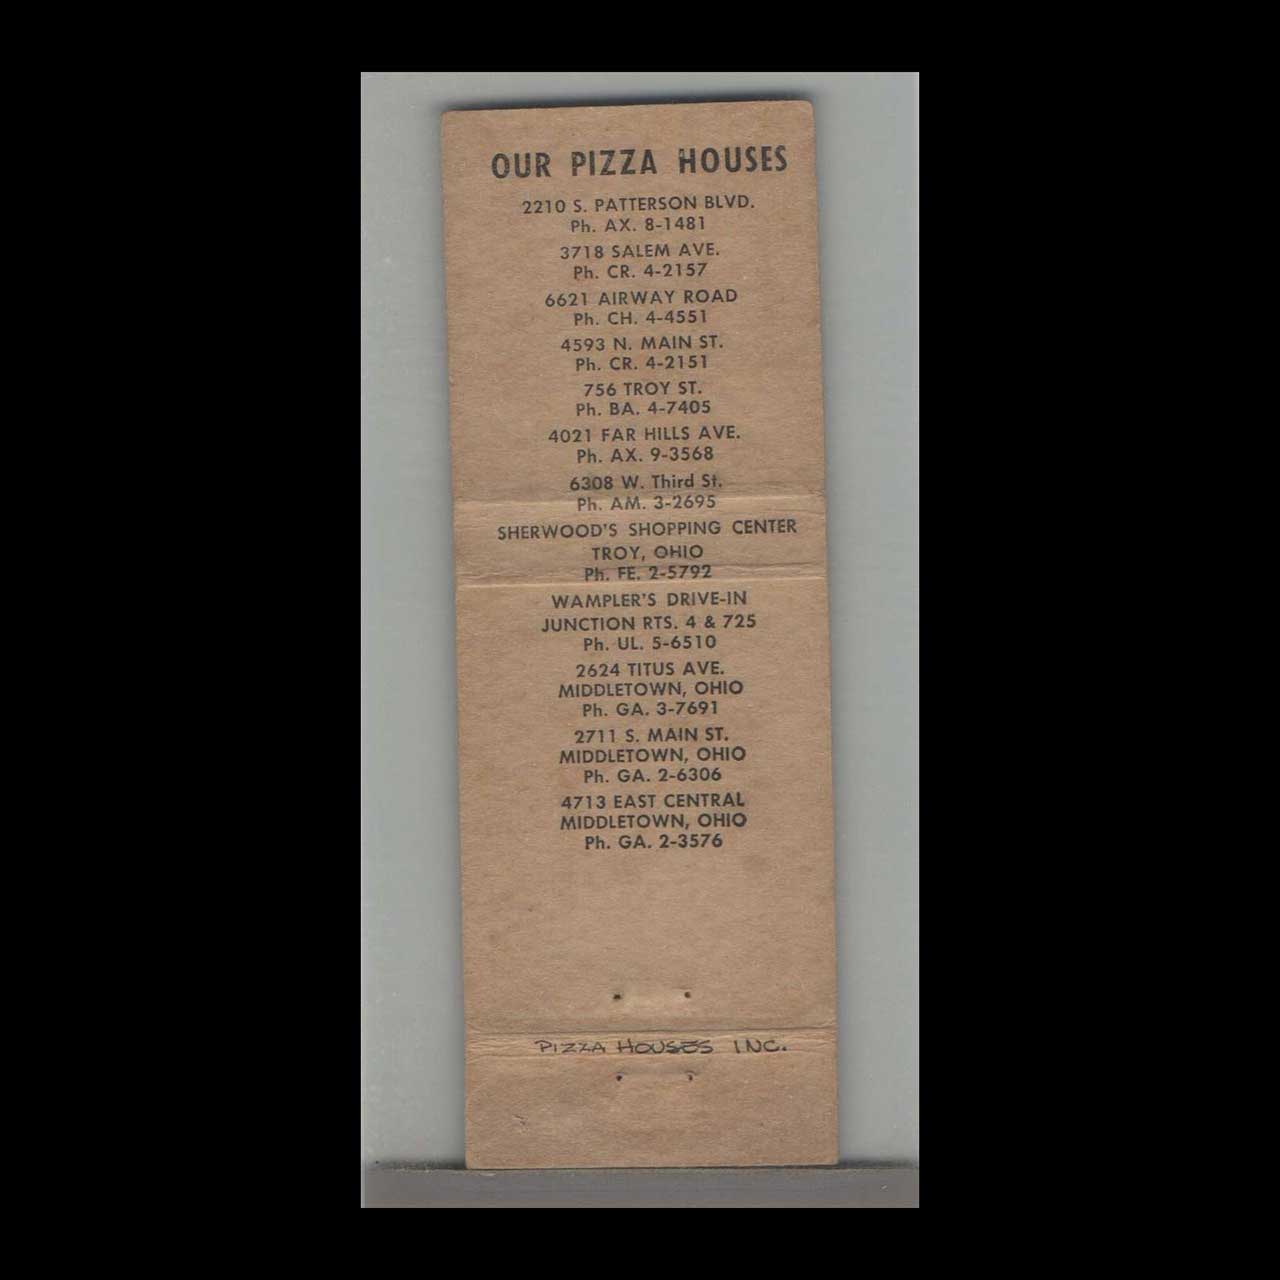 OUR PIZZA HOUSES
2210 S. PATTERSON BLVD.
Ph. AX. 8-1481
3718 SALEM AVE.
Ph. CR. 4-2157
6621 AIRWAY ROAD
Ph. CH. 4-4551
4593 N. MAIN ST.
Ph. CR. 4-2151
756 TROY ST.
Ph. BA. 4-7405
4021 FAR HILLS AVE.
Ph. AX. 9-3568
6308 W. Third St.
Ph. AM. 3-2695
SHERWOOD'S SHOPPING CENTER
TROY, OHIO
Ph. FE. 2-5792
WAMPLER'S DRIVE-IN
JUNCTION RTS. 4 & 725
Ph. UL. 5-6510
2624 TITUS AVE.
MIDDLETOWN, OHIO
Ph. GA. 3-7691
2711 S. MAIN ST.
MIDDLETOWN, OHIO
Ph. GA. 2-6306
4713 EAST CENTRAL
MIDDLETOWN, OHIO
Ph. GA. 2-3576
PIZZA HOUSES INC.